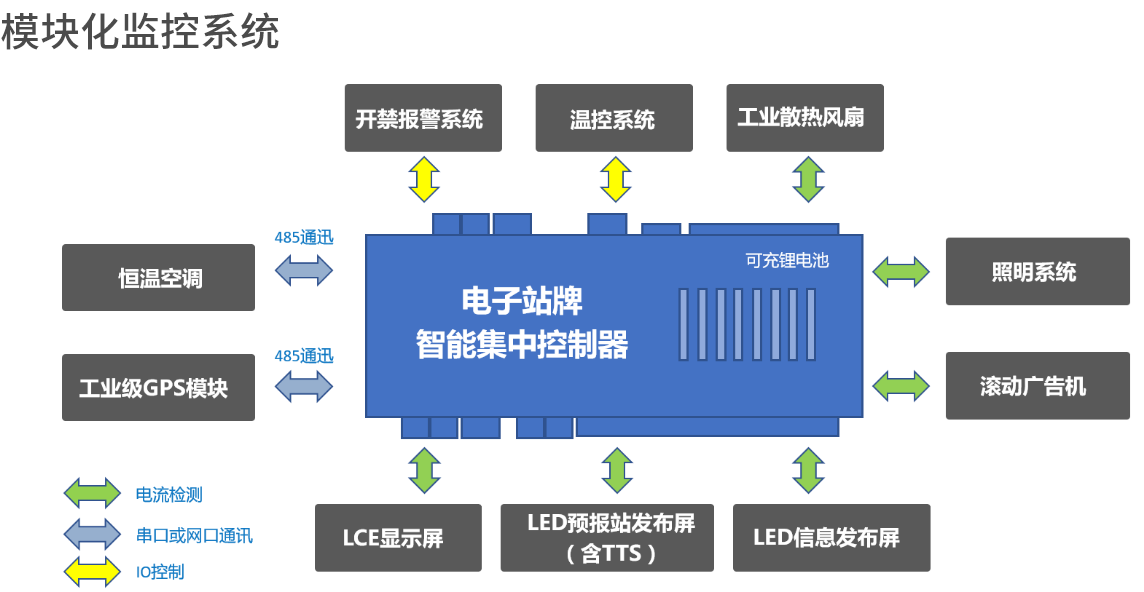 模块化监控系统
开禁报警系统
温控系统
工业散热风扇
485通迅
恒温空调
可充锂电池
照明系统
电子站牌
智能集中控制器
485通迅
工业级GPS模块
滚动广告机
电流检测
串口或网口通讯
IO控制
LCE显示屏
LED预报站发布屏
（含TTS）
LED信息发布屏